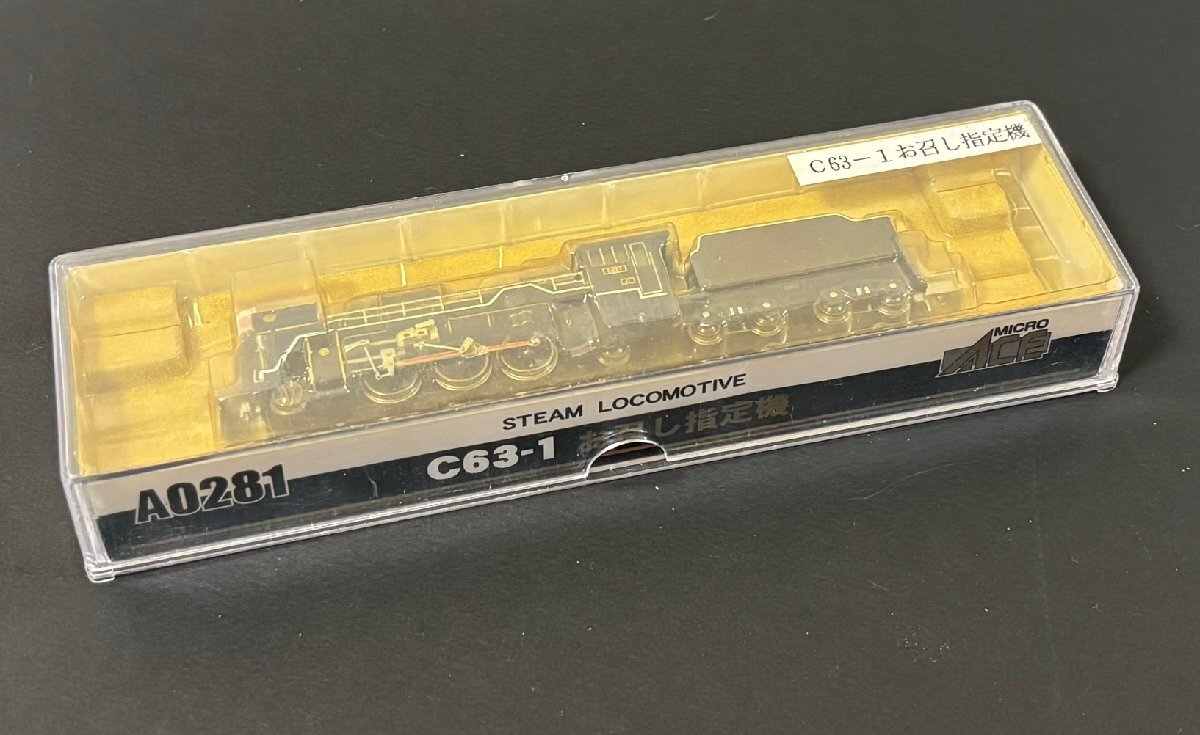 C63-1お召し指定機
MICRO
ACE
STEAM LOCOMOTIVE
C63-1 お召し指定機
A0281